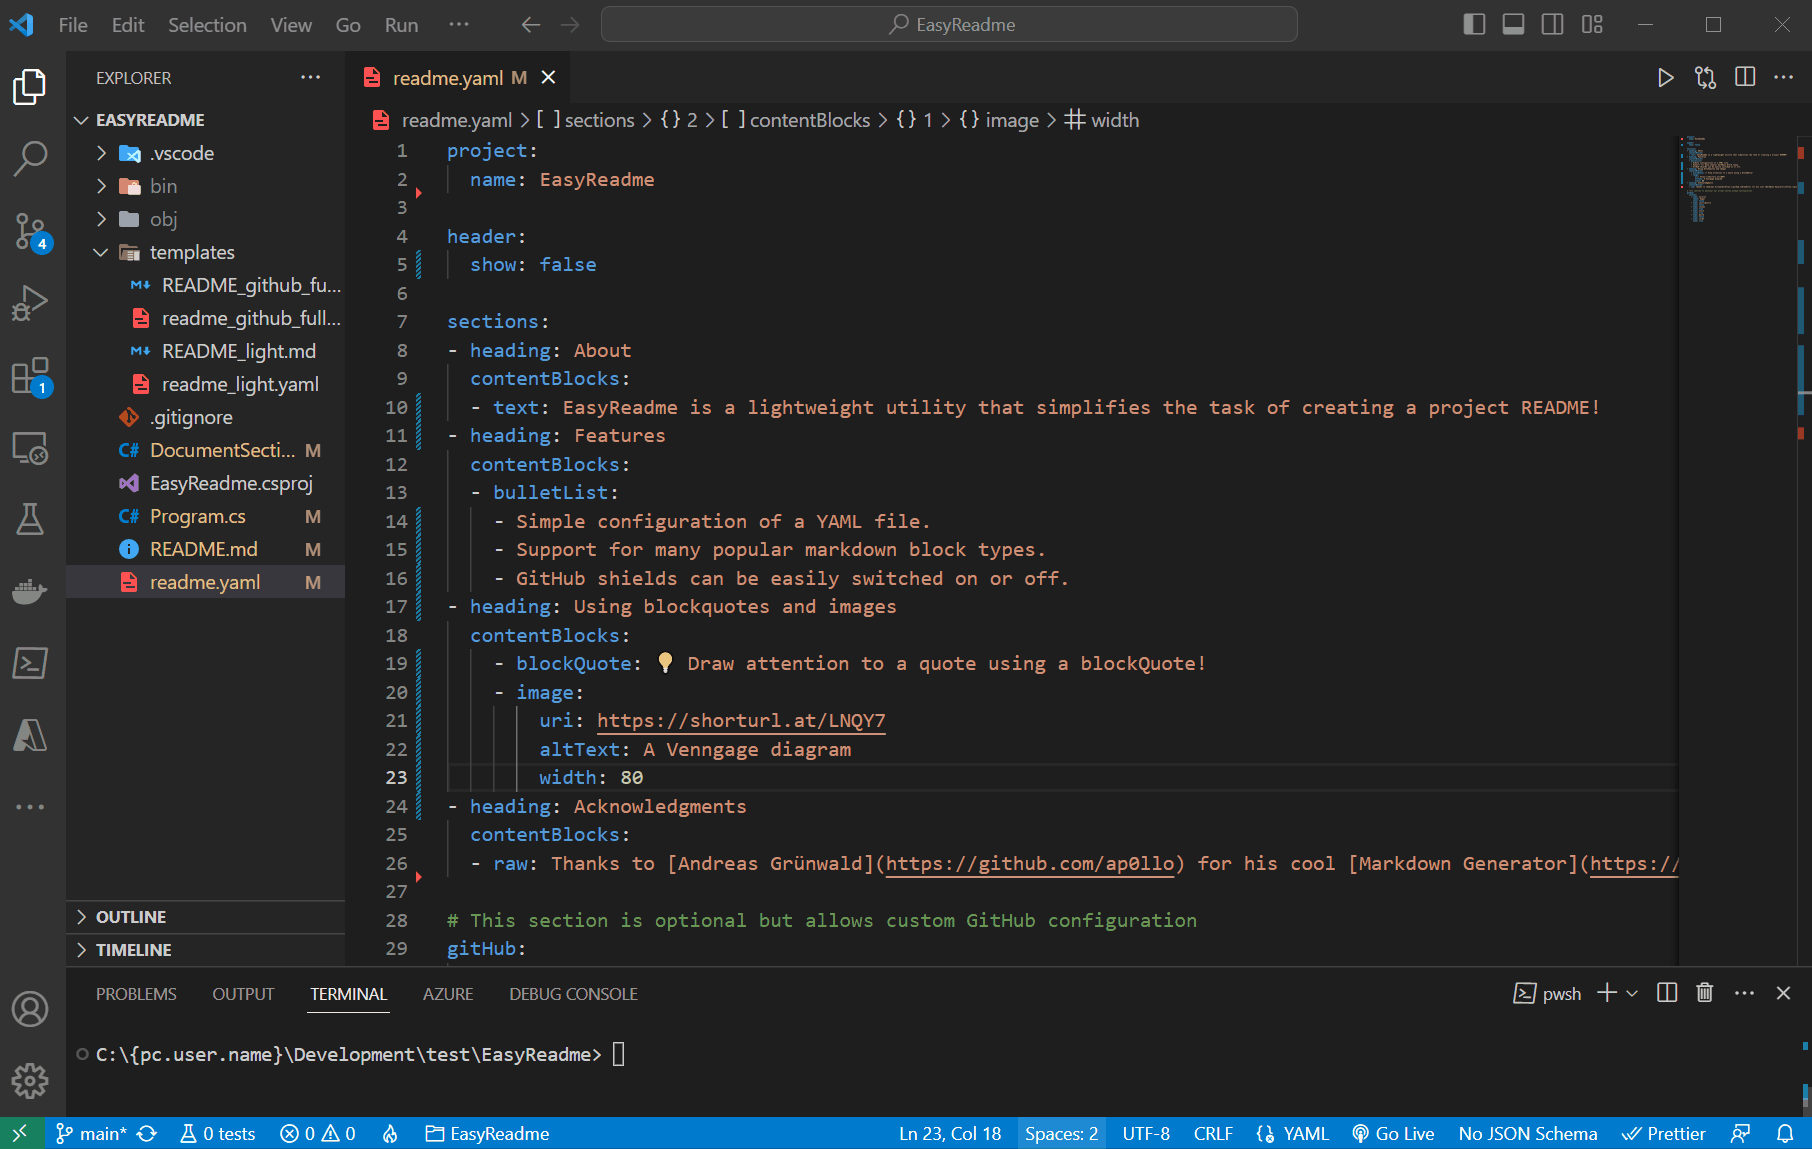 File Edit Selection View Go Run ··· EasyReadme
EXPLORER ···
EASYREADME
.vscode
bin
obj
templates
README_github_fu...
readme_github_full...
README_light.md
readme_light.yaml
.gitignore
C# DocumentSecti... M
EasyReadme.csproj
C# Program.cs M
README.md M
readme.yaml M
OUTLINE
TIMELINE
readme.yaml M
readme.yaml > [ ] sections > {} 2 > [ ] contentBlocks > {} 1 > {} image > # width
1 project:
2 name: EasyReadme
3
4 header:
5 show: false
6
7 sections:
8 - heading: About
9 contentBlocks:
10 - text: EasyReadme is a lightweight utility that simplifies the task of creating a project README!
11 - heading: Features
12 contentBlocks:
13 - bulletList:
14 - Simple configuration of a YAML file.
15 - Support for many popular markdown block types.
16 - GitHub shields can be easily switched on or off.
17 - heading: Using blockquotes and images
18 contentBlocks:
19 - blockQuote: 💡 Draw attention to a quote using a blockQuote!
20 - image:
21 uri: https://shorturl.at/LNQY7
22 altText: A Venngage diagram
23 width: 80
24 - heading: Acknowledgments
25 contentBlocks:
26 - raw: Thanks to [Andreas Grünwald](https://github.com/ap0llo) for his cool [Markdown Generator](https://
27
28 # This section is optional but allows custom GitHub configuration
29 gitHub:
PROBLEMS OUTPUT TERMINAL AZURE DEBUG CONSOLE pwsh
C:\{pc.user.name}\Development\test\EasyReadme>
4
1
main* 0 tests 0 0 EasyReadme Ln 23, Col 18 Spaces: 2 UTF-8 CRLF YAML Go Live No JSON Schema Prettier